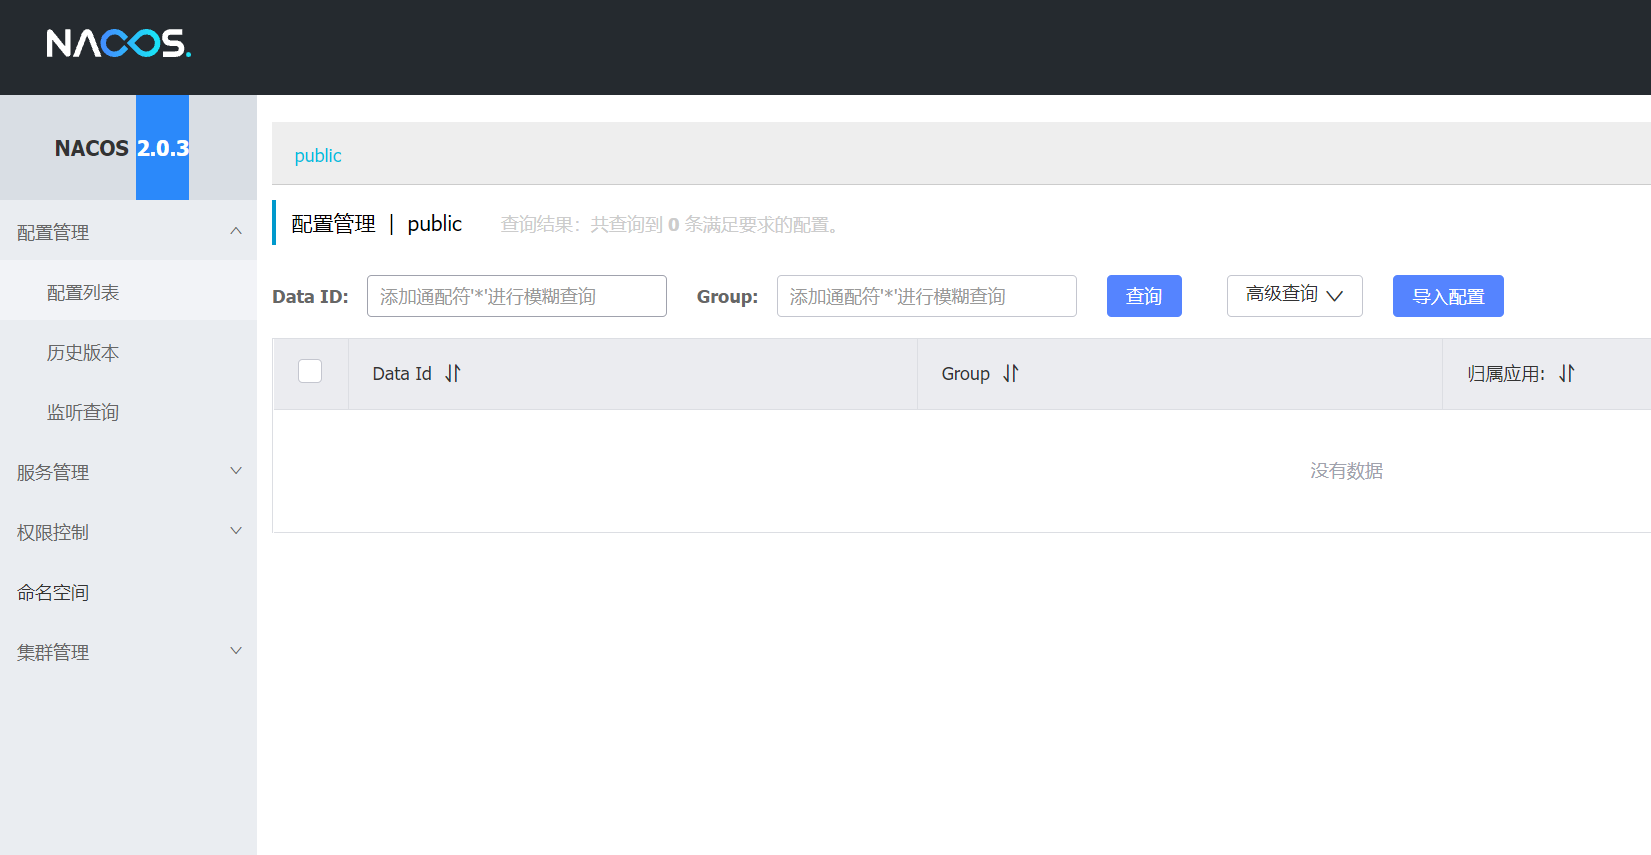 NACOS.
NACOS 2.0.3
配置管理
配置列表
历史版本
监听查询
服务管理
权限控制
命名空间
集群管理
public
配置管理 | public 查询结果：共查询到 0 条满足要求的配置。
Data ID: 添加通配符'*'进行模糊查询 Group: 添加通配符'*'进行模糊查询 查询 高级查询 导入配置
Data Id Group 归属应用:
没有数据